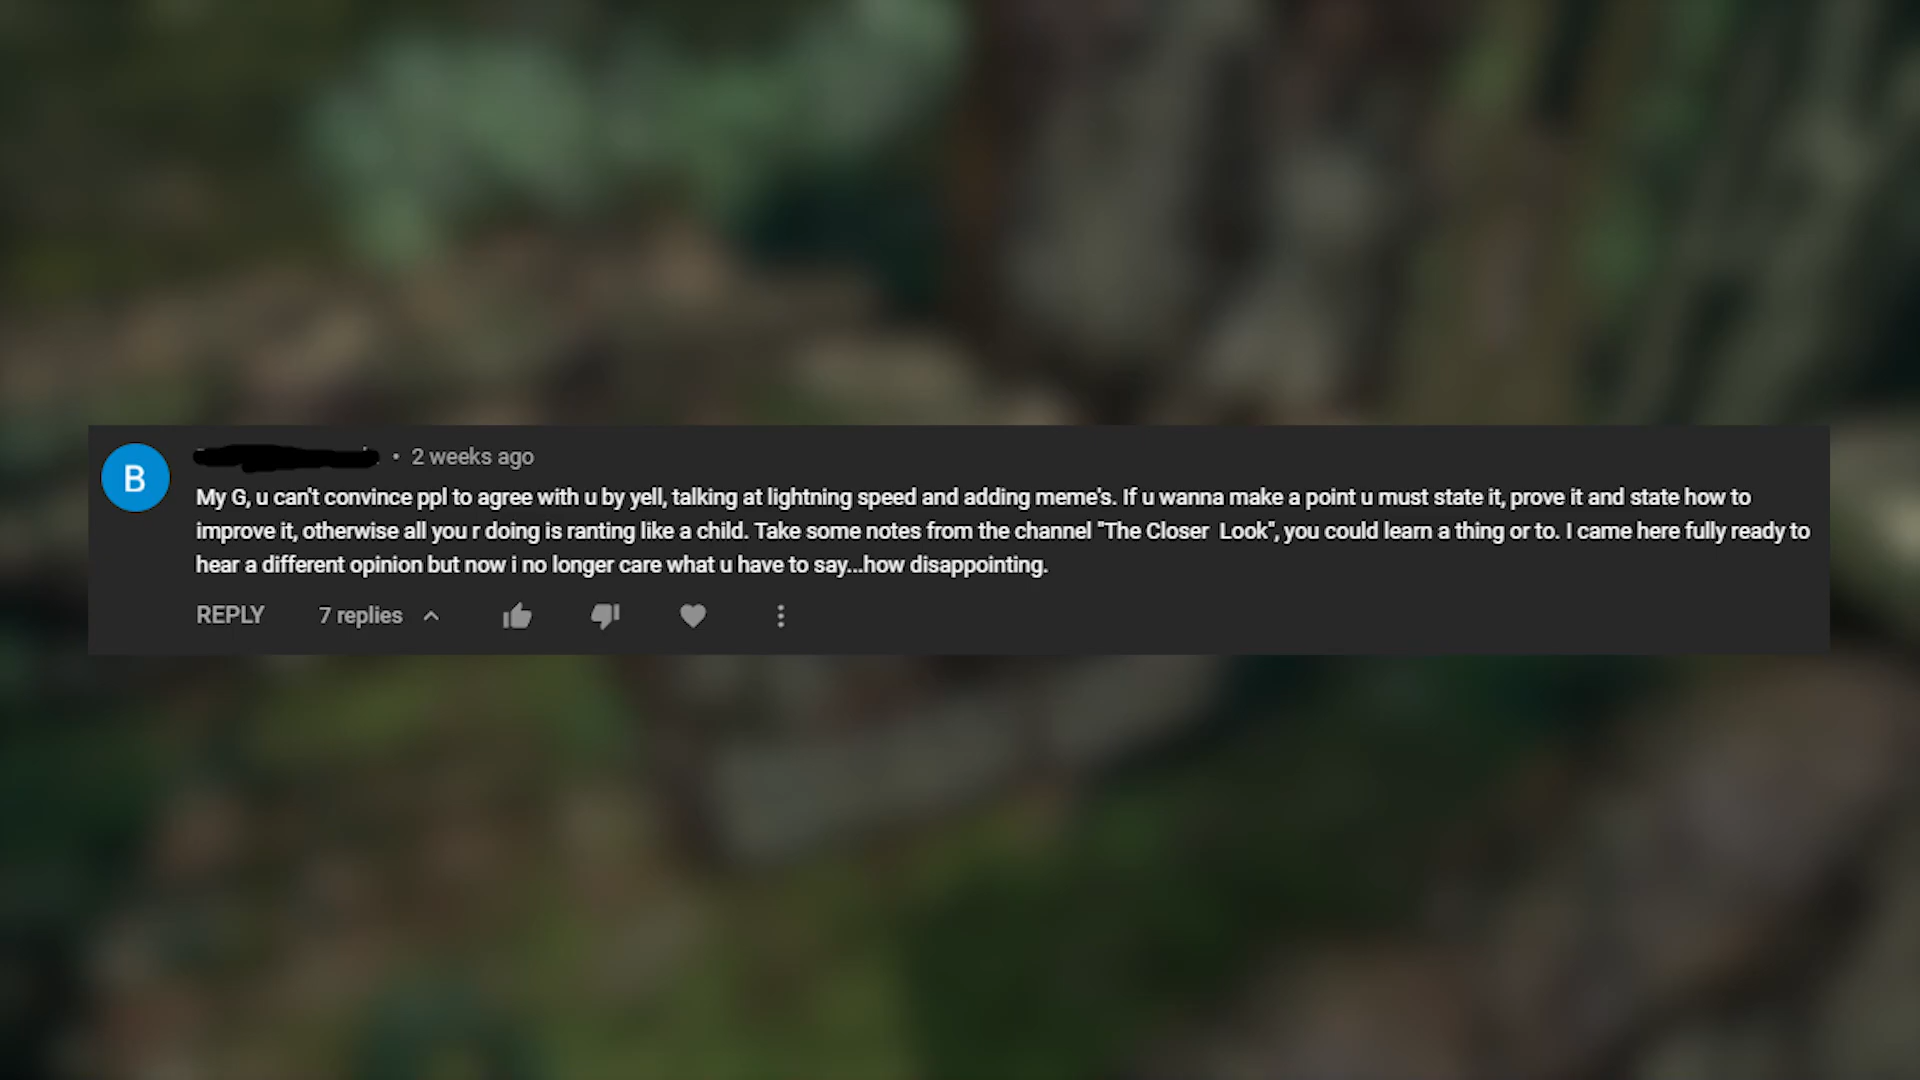 B
• 2 weeks ago
My G, u can't convince ppl to agree with u by yell, talking at lightning speed and adding meme's. If u wanna make a point u must state it, prove it and state how to
improve it, otherwise all you r doing is ranting like a child. Take some notes from the channel "The Closer  Look", you could learn a thing or to. I came here fully ready to
hear a different opinion but now i no longer care what u have to say...how disappointing.
REPLY 7 replies